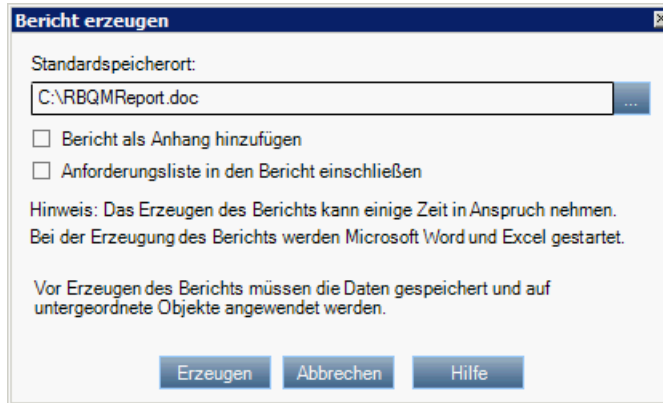 Bericht erzeugen
Standardspeicherort:
C:\RBQMReport.doc
...
Bericht als Anhang hinzufügen
Anforderungsliste in den Bericht einschließen
Hinweis: Das Erzeugen des Berichts kann einige Zeit in Anspruch nehmen.
Bei der Erzeugung des Berichts werden Microsoft Word und Excel gestartet.
Vor Erzeugen des Berichts müssen die Daten gespeichert und auf
untergeordnete Objekte angewendet werden.
Erzeugen Abbrechen Hilfe